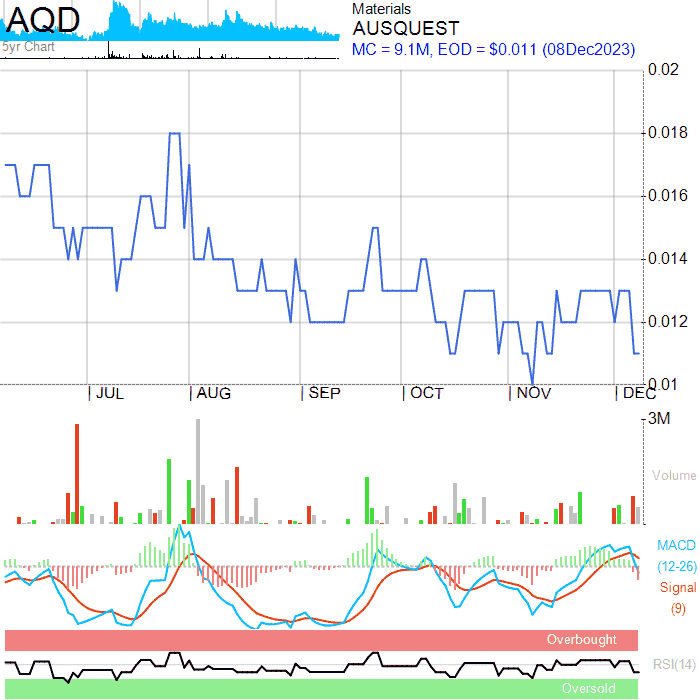 AQD
5yr Chart
Materials
AUSQUEST
MC = 9.1M, EOD = $0.011 (08Dec2023)
0.02
0.018
0.016
0.014
0.012
0.01
JUL AUG SEP OCT NOV DEC
3M
Volume
MACD
(12-26)
Signal
(9)
Overbought
RSI(14)
Oversold